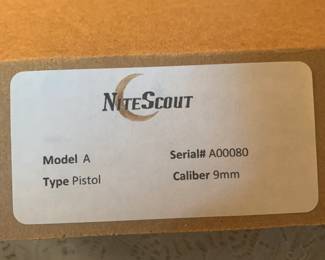 NITESCOUT
Model A Serial# A00080
Type Pistol Caliber 9mm